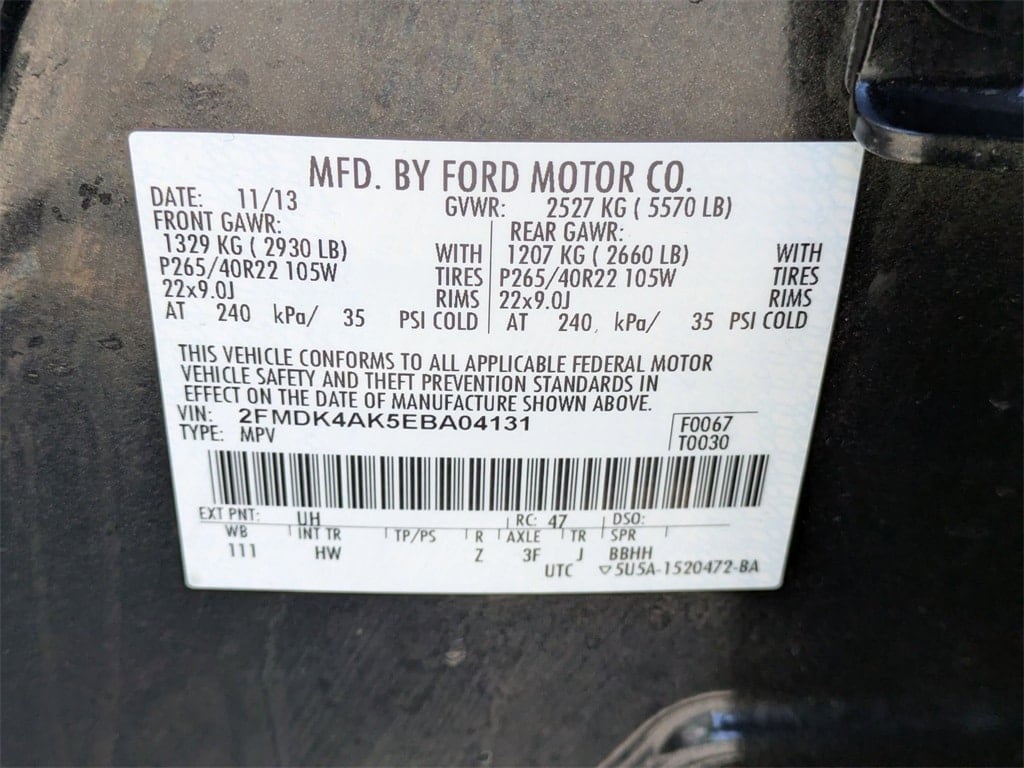 MFD. BY FORD MOTOR CO.
DATE: 11/13 GVWR: 2527 KG ( 5570 LB)
FRONT GAWR: REAR GAWR:
1329 KG ( 2930 LB) WITH 1207 KG ( 2660 LB) WITH
P265/40R22 105W TIRES P265/40R22 105W TIRES
22x9.0J RIMS 22x9.0J RIMS
AT 240 kPa/ 35 PSI COLD AT 240 kPa/ 35 PSI COLD
THIS VEHICLE CONFORMS TO ALL APPLICABLE FEDERAL MOTOR
VEHICLE SAFETY AND THEFT PREVENTION STANDARDS IN
EFFECT ON THE DATE OF MANUFACTURE SHOWN ABOVE.
VIN: 2FMDK4AK5EBA04131 F0067
TYPE: MPV T0030
EXT PNT: UH RC: 47 DSO:
WB INT TR TP/PS R AXLE TR SPR
111 HW Z 3F J BBHH
UTC ▽5U5A-1520472-BA